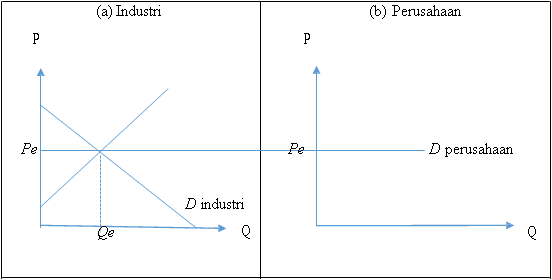 (a) Industri
P
Pe
D industri
Qe
Q
(b) Perusahaan
P
Pe
D perusahaan
Q